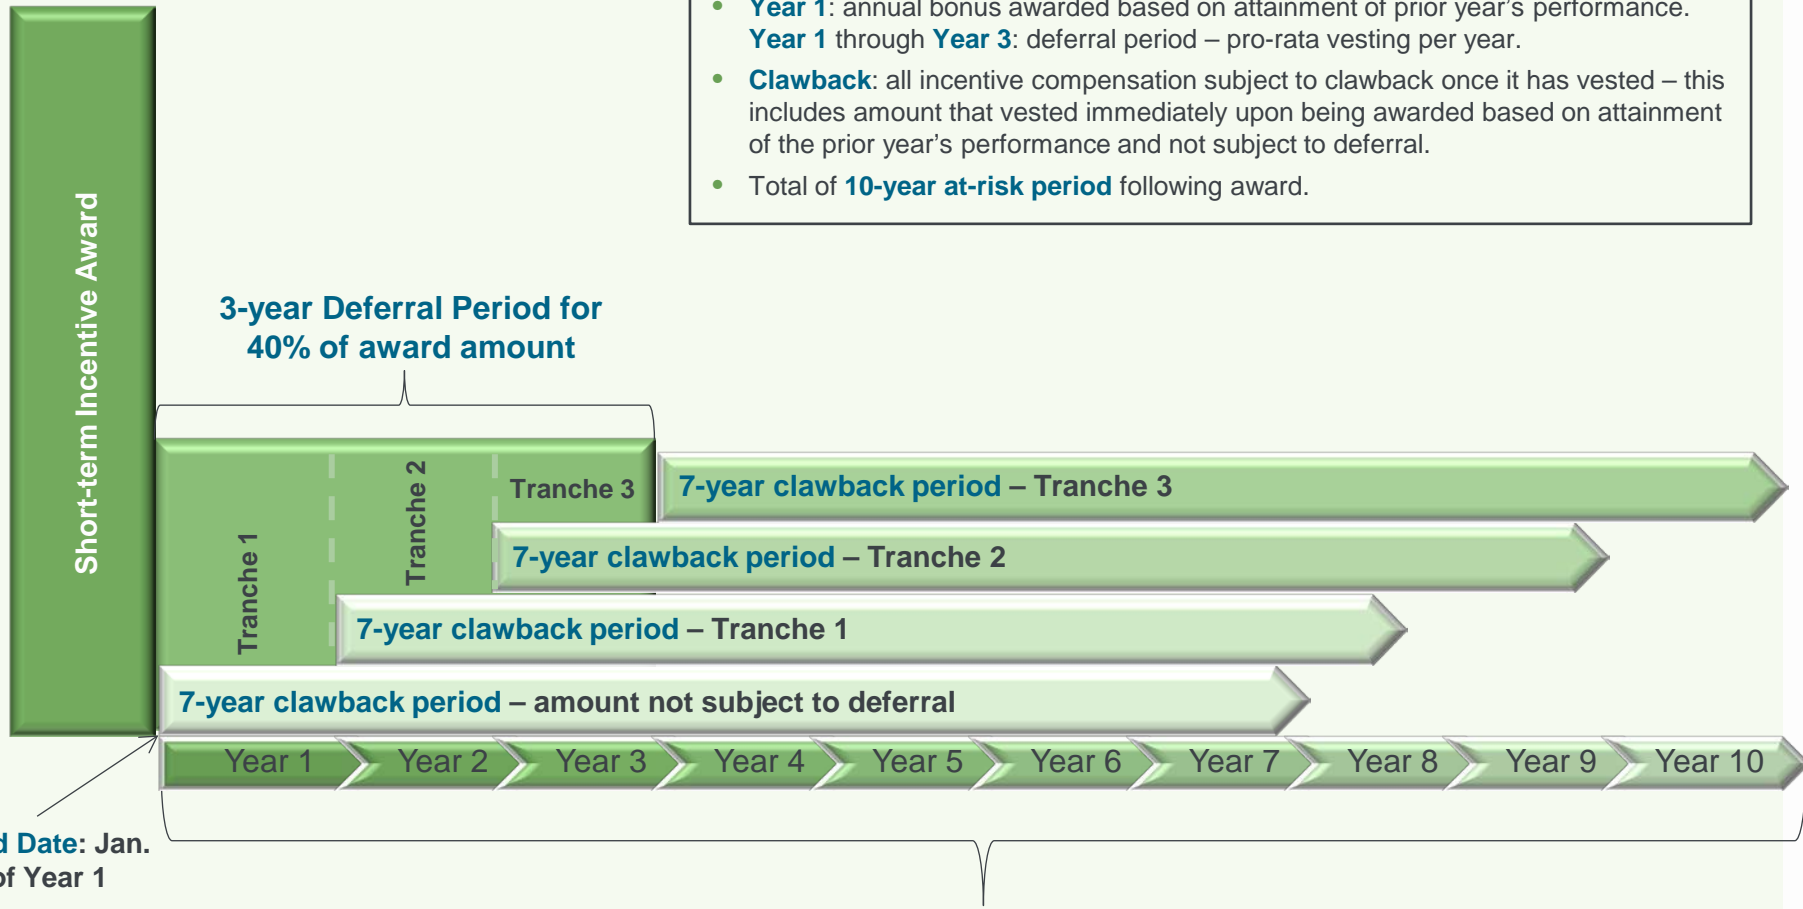 • Year 1: annual bonus awarded based on attainment of prior year's performance.
Year 1 through Year 3: deferral period – pro-rata vesting per year.
• Clawback: all incentive compensation subject to clawback once it has vested – this
includes amount that vested immediately upon being awarded based on attainment
of the prior year's performance and not subject to deferral.
• Total of 10-year at-risk period following award.
Short-term Incentive Award
3-year Deferral Period for
40% of award amount
Tranche 1
Tranche 2
Tranche 3
7-year clawback period – Tranche 3
7-year clawback period – Tranche 2
7-year clawback period – Tranche 1
7-year clawback period – amount not subject to deferral
Year 1 Year 2 Year 3 Year 4 Year 5 Year 6 Year 7 Year 8 Year 9 Year 10
Date: Jan.
of Year 1